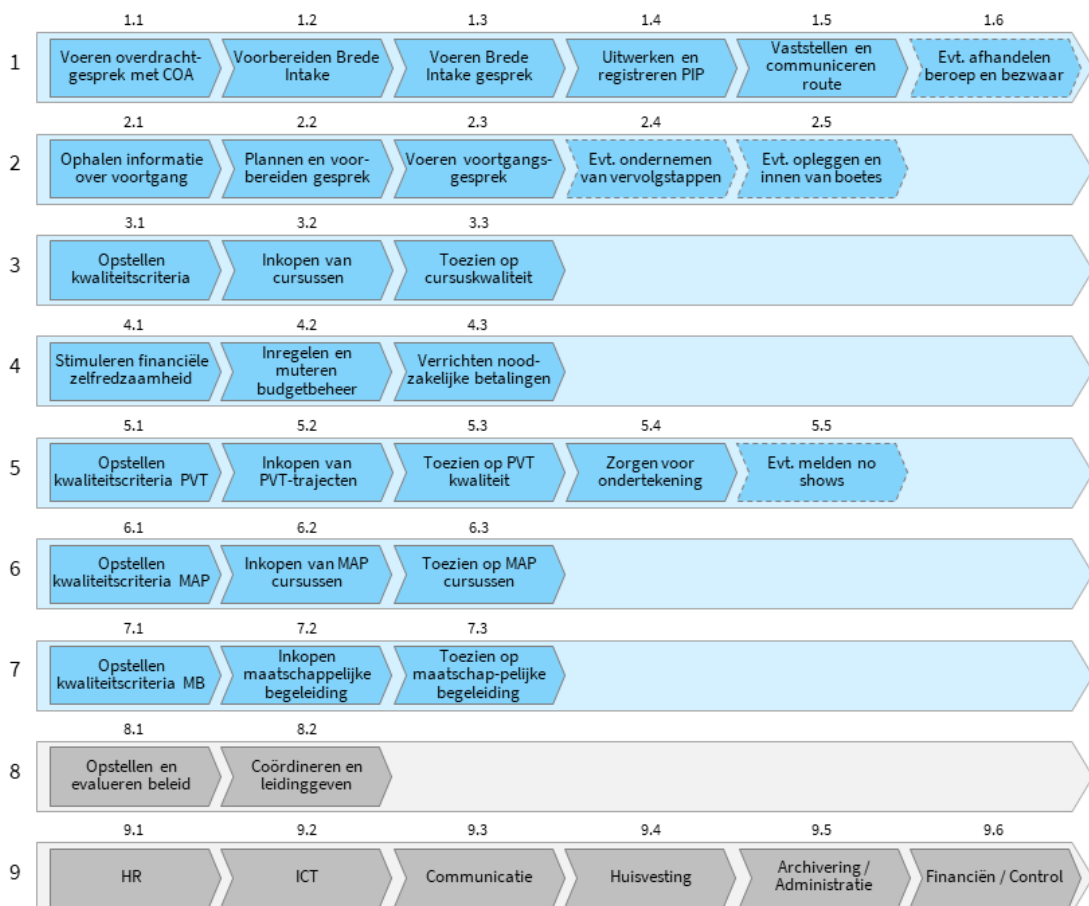 1.1 1.2 1.3 1.4 1.5 1.6
1
Voeren overdracht-
gesprek met COA
Voorbereiden Brede
Intake
Voeren Brede
Intake gesprek
Uitwerken en
registreren PIP
Vaststellen en
communiceren
route
Evt. afhandelen
beroep en bezwaar
2.1 2.2 2.3 2.4 2.5
2
Ophalen informatie
over voortgang
Plannen en voor-
bereiden gesprek
Voeren voortgangs-
gesprek
Evt. ondernemen
van vervolgstappen
Evt. opleggen en
innen van boetes
3.1 3.2 3.3
3
Opstellen
kwaliteitscriteria
Inkopen van
cursussen
Toezien op
cursuskwaliteit
4.1 4.2 4.3
4
Stimuleren financiële
zelfredzaamheid
Inregelen en
muteren
budgetbeheer
Verrichten nood-
zakelijke betalingen
5.1 5.2 5.3 5.4 5.5
5
Opstellen
kwaliteitscriteria PVT
Inkopen van
PVT-trajecten
Toezien op PVT
kwaliteit
Zorgen voor
ondertekening
Evt. melden no
shows
6.1 6.2 6.3
6
Opstellen
kwaliteitscriteria MAP
Inkopen van MAP
cursussen
Toezien op MAP
cursussen
7.1 7.2 7.3
7
Opstellen
kwaliteitscriteria MB
Inkopen
maatschappelijke
begeleiding
Toezien op
maatschap-pelijke
begeleiding
8.1 8.2
8
Opstellen en
evalueren beleid
Coördineren en
leidinggeven
9.1 9.2 9.3 9.4 9.5 9.6
9
HR
ICT
Communicatie
Huisvesting
Archivering /
Administratie
Financiën / Control